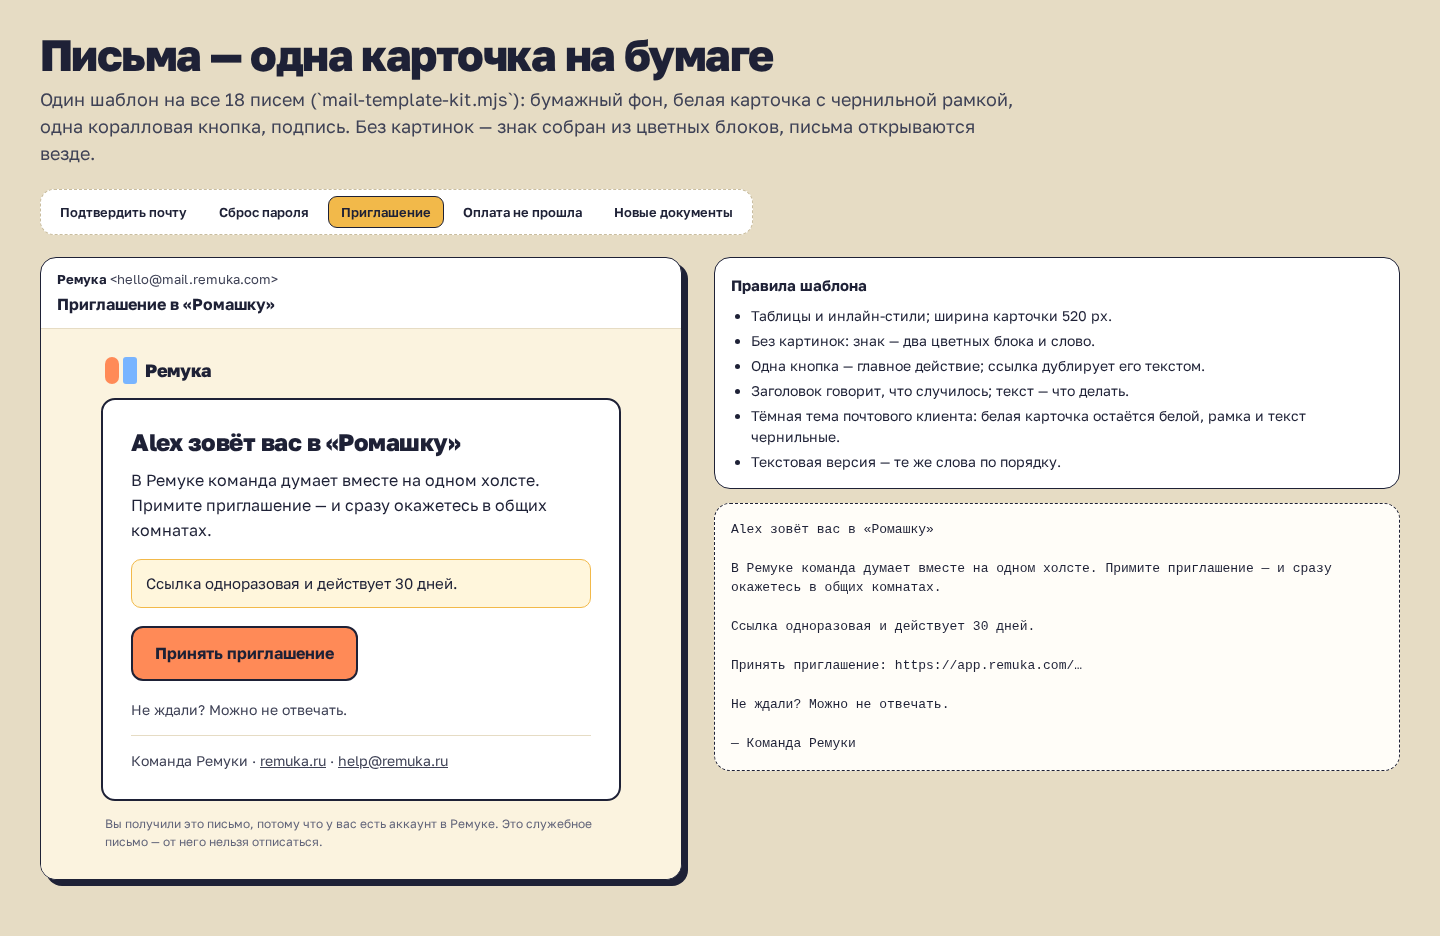 Письма — одна карточка на бумаге
Один шаблон на все 18 писем (`mail-template-kit.mjs`): бумажный фон, белая карточка с чернильной рамкой,
одна коралловая кнопка, подпись. Без картинок — знак собран из цветных блоков, письма открываются
везде.
Подтвердить почту
Сброс пароля
Приглашение
Оплата не прошла
Новые документы
Ремука <hello@mail.remuka.com>
Приглашение в «Ромашку»
Ремука
Alex зовёт вас в «Ромашку»
В Ремуке команда думает вместе на одном холсте.
Примите приглашение — и сразу окажетесь в общих
комнатах.
Ссылка одноразовая и действует 30 дней.
Принять приглашение
Не ждали? Можно не отвечать.
Команда Ремуки · remuka.ru · help@remuka.ru
Вы получили это письмо, потому что у вас есть аккаунт в Ремуке. Это служебное
письмо — от него нельзя отписаться.
Правила шаблона
• Таблицы и инлайн-стили; ширина карточки 520 px.
• Без картинок: знак — два цветных блока и слово.
• Одна кнопка — главное действие; ссылка дублирует его текстом.
• Заголовок говорит, что случилось; текст — что делать.
• Тёмная тема почтового клиента: белая карточка остаётся белой, рамка и текст
чернильные.
• Текстовая версия — те же слова по порядку.
Alex зовёт вас в «Ромашку»
В Ремуке команда думает вместе на одном холсте. Примите приглашение — и сразу
окажетесь в общих комнатах.
Ссылка одноразовая и действует 30 дней.
Принять приглашение: https://app.remuka.com/…
Не ждали? Можно не отвечать.
— Команда Ремуки